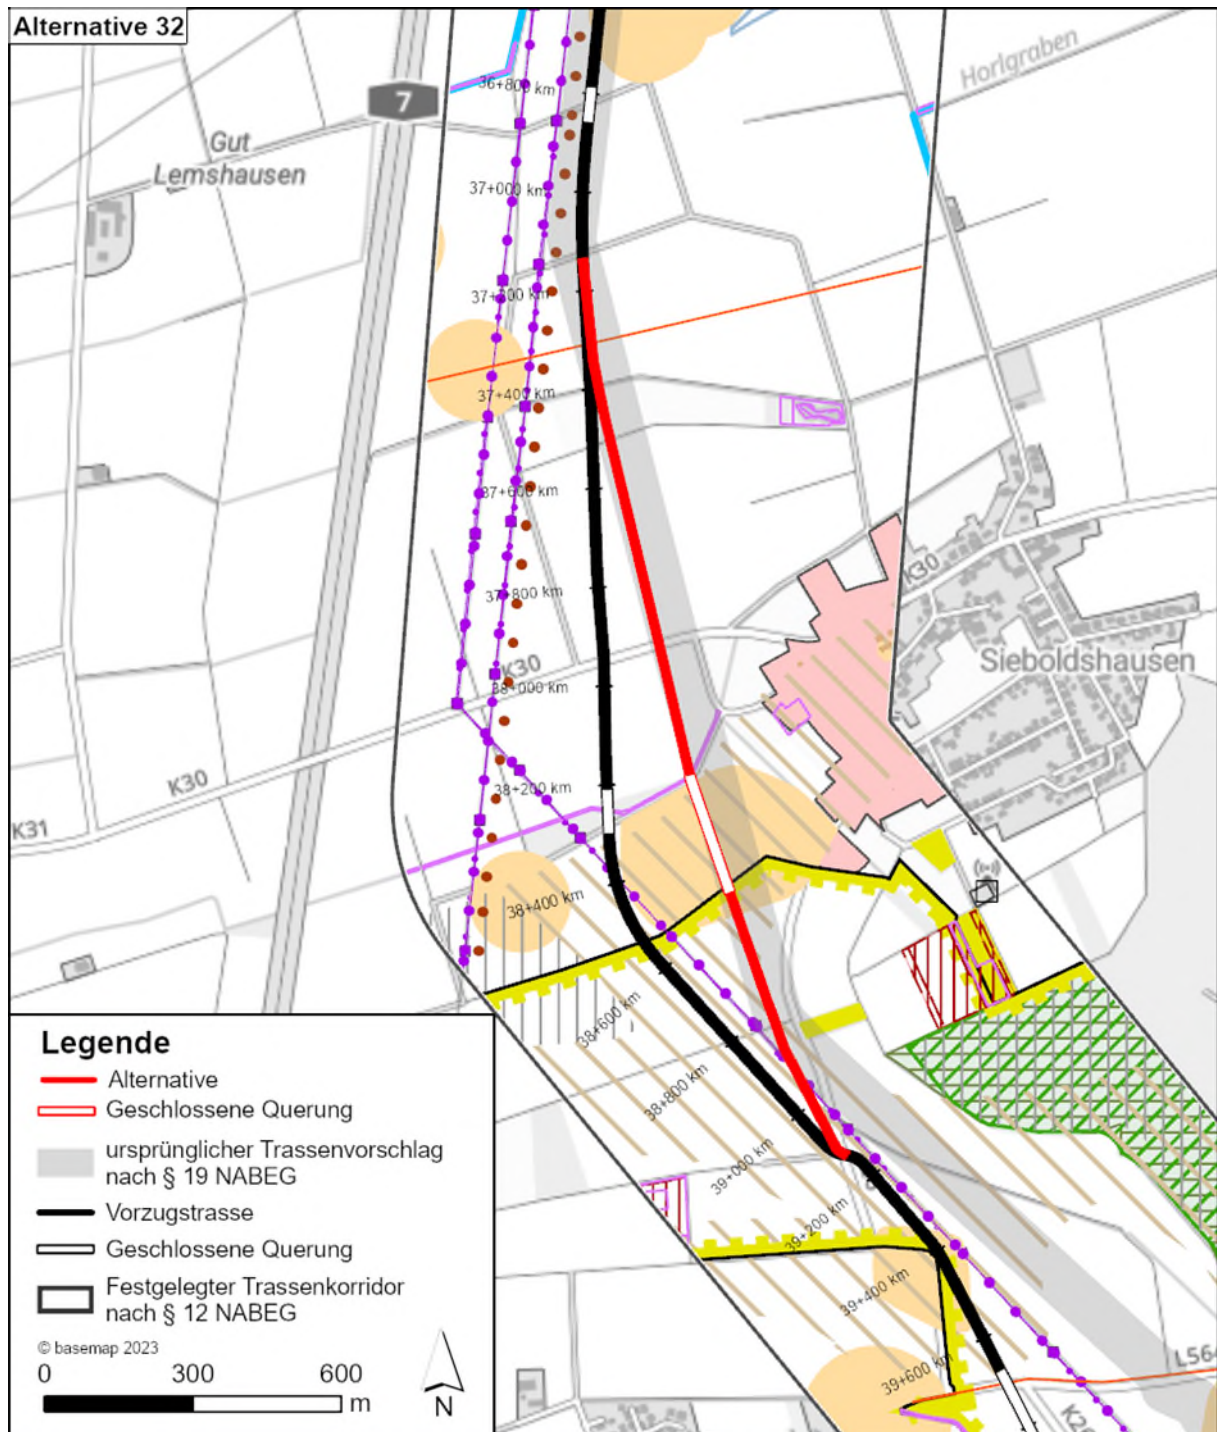 Alternative 32
Horlgraben
36+800 km
7
Gut
Lemshausen
37+000 km
37+200 km
37+400 km
37+600 km
K30
37+800 km
K30
Sieboldshausen
38+000 km
K30
38+200 km
K31
38+400 km
38+600 km
38+800 km
39+000 km
39+200 km
39+400 km
L564
39+600 km
Legende
Alternative
Geschlossene Querung
ursprünglicher Trassenvorschlag
nach § 19 NABEG
Vorzugstrasse
Geschlossene Querung
Festgelegter Trassenkorridor
nach § 12 NABEG
© basemap 2023
0 300 600
m
N